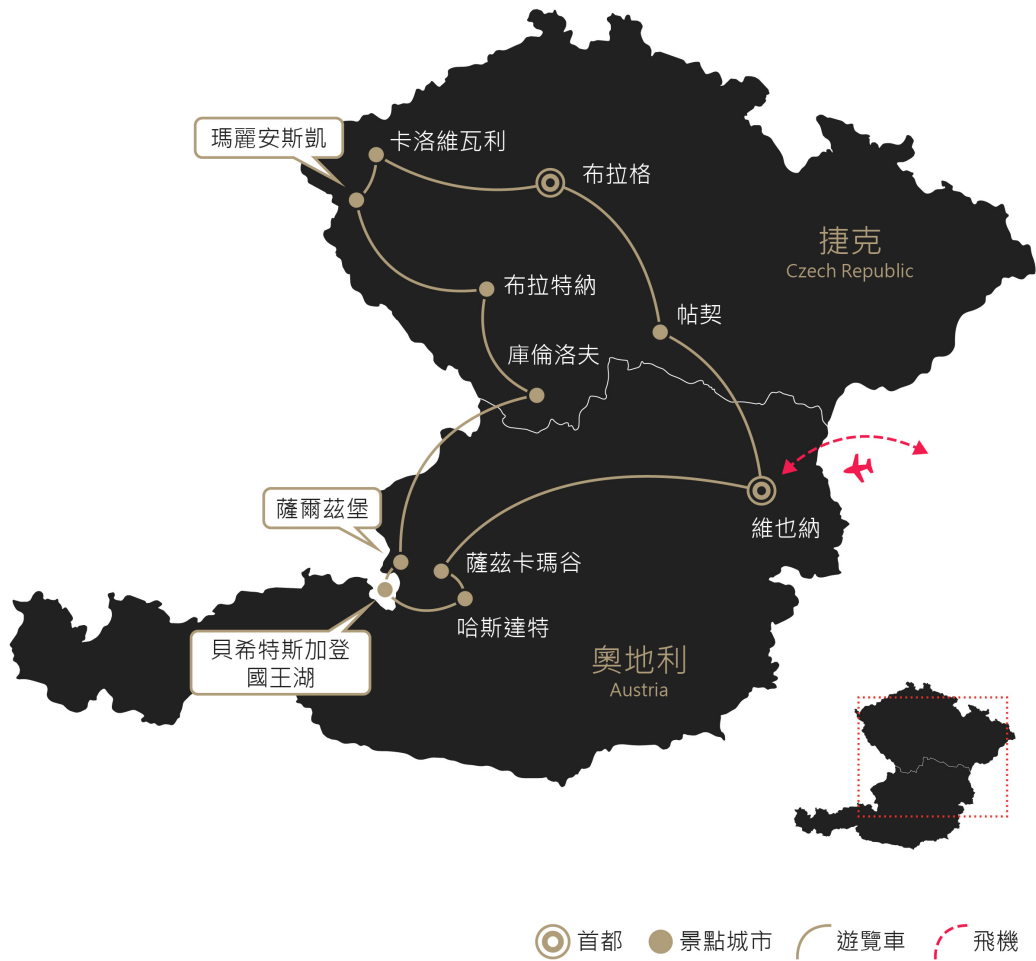 瑪麗安斯凱
卡洛維瓦利
布拉格
捷克
Czech Republic
布拉特納
帖契
庫倫洛夫
薩爾茲堡
維也納
薩茲卡瑪谷
哈斯達特
貝希特斯加登
國王湖
奧地利
Austria
首都
景點城市
遊覽車
飛機